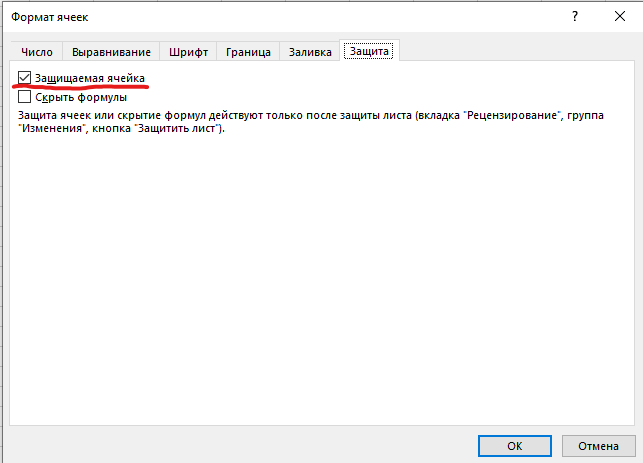 Формат ячеек
?
Число Выравнивание Шрифт Граница Заливка Защита
Защищаемая ячейка
Скрыть формулы
Защита ячеек или скрытие формул действуют только после защиты листа (вкладка "Рецензирование", группа
"Изменения", кнопка "Защитить лист").
ОК Отмена